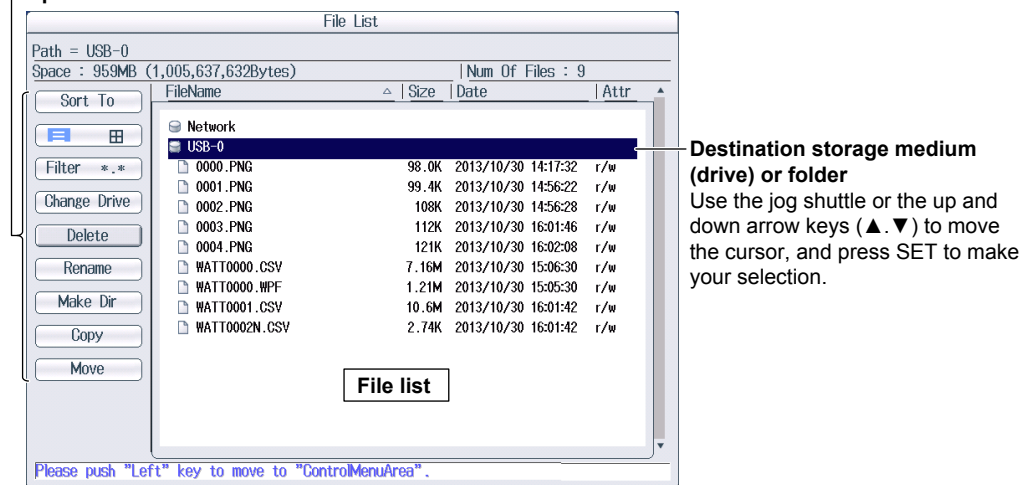 File List
Path = USB-0
Space : 959MB (1,005,637,632Bytes) Num Of Files : 9
FileName Size Date Attr
Sort To
Filter *.*
Change Drive
Delete
Rename
Make Dir
Copy
Move
Network
USB-0
0000.PNG 98.0K 2013/10/30 14:17:32 r/w
0001.PNG 99.4K 2013/10/30 14:56:22 r/w
0002.PNG 108K 2013/10/30 14:56:28 r/w
0003.PNG 112K 2013/10/30 16:01:46 r/w
0004.PNG 121K 2013/10/30 16:02:08 r/w
WATT0000.CSV 7.16M 2013/10/30 15:06:30 r/w
WATT0000.WPF 1.21M 2013/10/30 15:05:30 r/w
WATT0001.CSV 10.6M 2013/10/30 16:01:42 r/w
WATT0002N.CSV 2.74K 2013/10/30 16:01:42 r/w
File list
Please push "Left" key to move to "ControlMenuArea".
Destination storage medium
(drive) or folder
Use the jog shuttle or the up and
down arrow keys (▲.▼) to move
the cursor, and press SET to make
your selection.